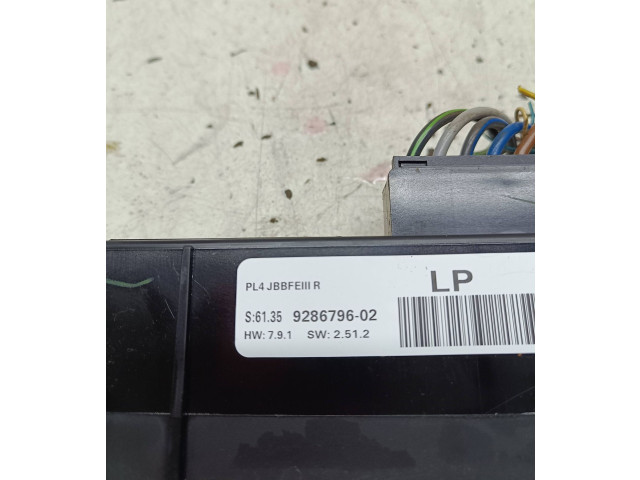 PL4 JBBFEIII R
LP
S:61.35 9286796-02
HW: 7.9.1 SW: 2.51.2